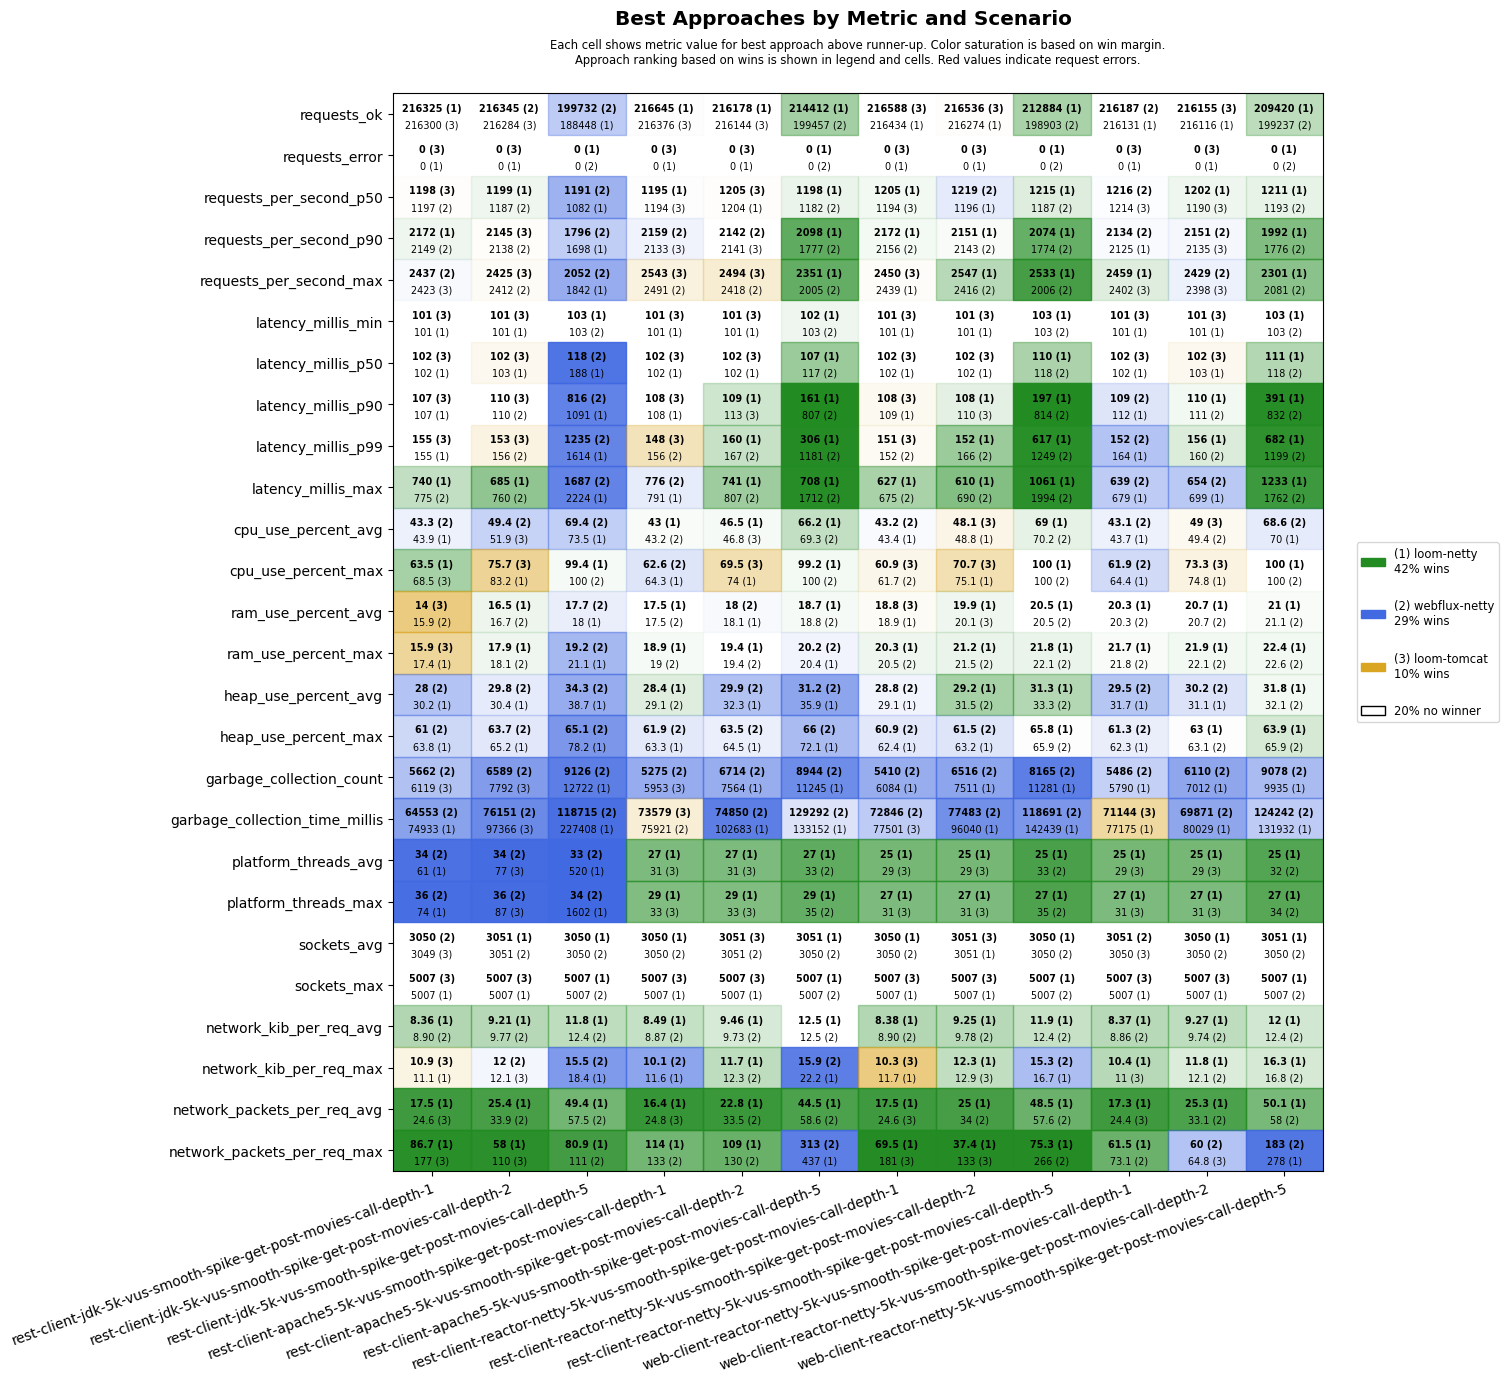 Best Approaches by Metric and Scenario
Each cell shows metric value for best approach above runner-up. Color saturation is based on win margin.
Approach ranking based on wins is shown in legend and cells. Red values indicate request errors.
requests_ok
216325 (1) 216345 (2) 199732 (2) 216645 (1) 216178 (1) 214412 (1) 216588 (3) 216536 (3) 212884 (1) 216187 (2) 216155 (3) 209420 (1)
216300 (3) 216284 (3) 188448 (1) 216376 (3) 216144 (3) 199457 (2) 216434 (1) 216274 (1) 198903 (2) 216131 (1) 216116 (1) 199237 (2)
requests_error
0 (3) 0 (3) 0 (1) 0 (3) 0 (3) 0 (1) 0 (3) 0 (3) 0 (1) 0 (3) 0 (3) 0 (1)
0 (1) 0 (1) 0 (2) 0 (1) 0 (1) 0 (2) 0 (1) 0 (1) 0 (2) 0 (1) 0 (1) 0 (2)
requests_per_second_p50
1198 (3) 1199 (1) 1191 (2) 1195 (1) 1205 (3) 1198 (1) 1205 (1) 1219 (2) 1215 (1) 1216 (2) 1202 (1) 1211 (1)
1197 (2) 1187 (2) 1082 (1) 1194 (3) 1204 (1) 1182 (2) 1194 (3) 1196 (1) 1187 (2) 1214 (3) 1190 (3) 1193 (2)
requests_per_second_p90
2172 (1) 2145 (3) 1796 (2) 2159 (2) 2142 (2) 2098 (1) 2172 (1) 2151 (1) 2074 (1) 2134 (2) 2151 (2) 1992 (1)
2149 (2) 2138 (2) 1698 (1) 2133 (3) 2141 (3) 1777 (2) 2156 (2) 2143 (2) 1774 (2) 2125 (1) 2135 (3) 1776 (2)
requests_per_second_max
2437 (2) 2425 (3) 2052 (2) 2543 (3) 2494 (3) 2351 (1) 2450 (3) 2547 (1) 2533 (1) 2459 (1) 2429 (2) 2301 (1)
2423 (3) 2412 (2) 1842 (1) 2491 (2) 2418 (2) 2005 (2) 2439 (1) 2416 (2) 2006 (2) 2402 (3) 2398 (3) 2081 (2)
latency_millis_min
101 (3) 101 (3) 103 (1) 101 (3) 101 (3) 102 (1) 101 (3) 101 (3) 103 (1) 101 (3) 101 (3) 103 (1)
101 (1) 101 (1) 103 (2) 101 (1) 101 (1) 103 (2) 101 (1) 101 (1) 103 (2) 101 (1) 101 (1) 103 (2)
latency_millis_p50
102 (3) 102 (3) 118 (2) 102 (3) 102 (3) 107 (1) 102 (3) 102 (3) 110 (1) 102 (3) 102 (3) 111 (1)
102 (1) 103 (1) 188 (1) 102 (1) 102 (1) 117 (2) 102 (1) 102 (1) 118 (2) 102 (1) 103 (1) 118 (2)
latency_millis_p90
107 (3) 110 (3) 816 (2) 108 (3) 109 (1) 161 (1) 108 (3) 108 (1) 197 (1) 109 (2) 110 (1) 391 (1)
107 (1) 110 (2) 1091 (1) 108 (1) 113 (3) 807 (2) 109 (1) 110 (3) 814 (2) 112 (1) 111 (2) 832 (2)
latency_millis_p99
155 (3) 153 (3) 1235 (2) 148 (3) 160 (1) 306 (1) 151 (3) 152 (1) 617 (1) 152 (2) 156 (1) 682 (1)
155 (1) 156 (2) 1614 (1) 156 (2) 167 (2) 1181 (2) 152 (2) 166 (2) 1249 (2) 164 (1) 160 (2) 1199 (2)
latency_millis_max
740 (1) 685 (1) 1687 (2) 776 (2) 741 (1) 708 (1) 627 (1) 610 (1) 1061 (1) 639 (2) 654 (2) 1233 (1)
775 (2) 760 (2) 2224 (1) 791 (1) 807 (2) 1712 (2) 675 (2) 690 (2) 1994 (2) 679 (1) 699 (1) 1762 (2)
cpu_use_percent_avg
43.3 (2) 49.4 (2) 69.4 (2) 43 (1) 46.5 (1) 66.2 (1) 43.2 (2) 48.1 (3) 69 (1) 43.1 (2) 49 (3) 68.6 (2)
43.9 (1) 51.9 (3) 73.5 (1) 43.2 (2) 46.8 (3) 69.3 (2) 43.4 (1) 48.8 (1) 70.2 (2) 43.7 (1) 49.4 (2) 70 (1)
cpu_use_percent_max
63.5 (1) 75.7 (3) 99.4 (1) 62.6 (2) 69.5 (3) 99.2 (1) 60.9 (3) 70.7 (3) 100 (1) 61.9 (2) 73.3 (3) 100 (1)
68.5 (3) 83.2 (1) 100 (2) 64.3 (1) 74 (1) 100 (2) 61.7 (2) 75.1 (1) 100 (2) 64.4 (1) 74.8 (1) 100 (2)
ram_use_percent_avg
14 (3) 16.5 (1) 17.7 (2) 17.5 (1) 18 (2) 18.7 (1) 18.8 (3) 19.9 (1) 20.5 (1) 20.3 (1) 20.7 (1) 21 (1)
15.9 (2) 16.7 (2) 18 (1) 17.5 (2) 18.1 (1) 18.8 (2) 18.9 (1) 20.1 (3) 20.5 (2) 20.3 (2) 20.7 (2) 21.1 (2)
ram_use_percent_max
15.9 (3) 17.9 (1) 19.2 (2) 18.9 (1) 19.4 (1) 20.2 (2) 20.3 (1) 21.2 (1) 21.8 (1) 21.7 (1) 21.9 (1) 22.4 (1)
17.4 (1) 18.1 (2) 21.1 (1) 19 (2) 19.4 (2) 20.4 (1) 20.5 (2) 21.5 (2) 22.1 (2) 21.8 (2) 22.1 (2) 22.6 (2)
heap_use_percent_avg
28 (2) 29.8 (2) 34.3 (2) 28.4 (1) 29.9 (2) 31.2 (2) 28.8 (2) 29.2 (1) 31.3 (1) 29.5 (2) 30.2 (2) 31.8 (1)
30.2 (1) 30.4 (1) 38.7 (1) 29.1 (2) 32.3 (1) 35.9 (1) 29.1 (1) 31.5 (2) 33.3 (2) 31.7 (1) 31.1 (1) 32.1 (2)
heap_use_percent_max
61 (2) 63.7 (2) 65.1 (2) 61.9 (2) 63.5 (2) 66 (2) 60.9 (2) 61.5 (2) 65.8 (1) 61.3 (2) 63 (1) 63.9 (1)
63.8 (1) 65.2 (1) 78.2 (1) 63.3 (1) 64.5 (1) 72.1 (1) 62.4 (1) 63.2 (1) 65.9 (2) 62.3 (1) 63.1 (2) 65.9 (2)
garbage_collection_count
5662 (2) 6589 (2) 9126 (2) 5275 (2) 6714 (2) 8944 (2) 5410 (2) 6516 (2) 8165 (2) 5486 (2) 6110 (2) 9078 (2)
6119 (3) 7792 (3) 12722 (1) 5953 (3) 7564 (1) 11245 (1) 6084 (1) 7511 (1) 11281 (1) 5790 (1) 7012 (1) 9935 (1)
garbage_collection_time_millis
64553 (2) 76151 (2) 118715 (2) 73579 (3) 74850 (2) 129292 (2) 72846 (2) 77483 (2) 118691 (2) 71144 (3) 69871 (2) 124242 (2)
74933 (1) 97366 (3) 227408 (1) 75921 (2) 102683 (1) 133152 (1) 77501 (3) 96040 (1) 142439 (1) 77175 (1) 80029 (1) 131932 (1)
platform_threads_avg
34 (2) 34 (2) 33 (2) 27 (1) 27 (1) 27 (1) 25 (1) 25 (1) 25 (1) 25 (1) 25 (1) 25 (1)
61 (1) 77 (3) 520 (1) 31 (3) 31 (3) 33 (2) 29 (3) 29 (3) 33 (2) 29 (3) 29 (3) 32 (2)
platform_threads_max
36 (2) 36 (2) 34 (2) 29 (1) 29 (1) 29 (1) 27 (1) 27 (1) 27 (1) 27 (1) 27 (1) 27 (1)
74 (1) 87 (3) 1602 (1) 33 (3) 33 (3) 35 (2) 31 (3) 31 (3) 35 (2) 31 (3) 31 (3) 34 (2)
sockets_avg
3050 (2) 3051 (1) 3050 (1) 3050 (1) 3051 (3) 3051 (1) 3050 (1) 3051 (3) 3050 (1) 3051 (2) 3050 (1) 3051 (1)
3049 (3) 3051 (2) 3050 (2) 3050 (2) 3051 (2) 3050 (2) 3050 (2) 3051 (1) 3050 (2) 3050 (3) 3050 (2) 3050 (2)
sockets_max
5007 (3) 5007 (3) 5007 (1) 5007 (3) 5007 (3) 5007 (1) 5007 (3) 5007 (3) 5007 (1) 5007 (3) 5007 (3) 5007 (1)
5007 (1) 5007 (1) 5007 (2) 5007 (1) 5007 (1) 5007 (2) 5007 (1) 5007 (1) 5007 (2) 5007 (1) 5007 (1) 5007 (2)
network_kib_per_req_avg
8.36 (1) 9.21 (1) 11.8 (1) 8.49 (1) 9.46 (1) 12.5 (1) 8.38 (1) 9.25 (1) 11.9 (1) 8.37 (1) 9.27 (1) 12 (1)
8.90 (2) 9.77 (2) 12.4 (2) 8.87 (2) 9.73 (2) 12.5 (2) 8.90 (2) 9.78 (2) 12.4 (2) 8.86 (2) 9.74 (2) 12.4 (2)
network_kib_per_req_max
10.9 (3) 12 (2) 15.5 (2) 10.1 (2) 11.7 (1) 15.9 (2) 10.3 (3) 12.3 (1) 15.3 (2) 10.4 (1) 11.8 (1) 16.3 (1)
11.1 (1) 12.1 (3) 18.4 (1) 11.6 (1) 12.3 (2) 22.2 (1) 11.7 (1) 12.9 (3) 16.7 (1) 11 (3) 12.1 (2) 16.8 (2)
network_packets_per_req_avg
17.5 (1) 25.4 (1) 49.4 (1) 16.4 (1) 22.8 (1) 44.5 (1) 17.5 (1) 25 (1) 48.5 (1) 17.3 (1) 25.3 (1) 50.1 (1)
24.6 (3) 33.9 (2) 57.5 (2) 24.8 (3) 33.5 (2) 58.6 (2) 24.6 (3) 34 (2) 57.6 (2) 24.4 (3) 33.1 (2) 58 (2)
network_packets_per_req_max
86.7 (1) 58 (1) 80.9 (1) 114 (1) 109 (1) 313 (2) 69.5 (1) 37.4 (1) 75.3 (1) 61.5 (1) 60 (2) 183 (2)
177 (3) 110 (3) 111 (2) 133 (2) 130 (2) 437 (1) 181 (3) 133 (3) 266 (2) 73.1 (2) 64.8 (3) 278 (1)
(1) loom-netty
42% wins
(2) webflux-netty
29% wins
(3) loom-tomcat
10% wins
20% no winner
rest-client-jdk-5k-vus-smooth-spike-get-post-movies-call-depth-1
rest-client-jdk-5k-vus-smooth-spike-get-post-movies-call-depth-2
rest-client-jdk-5k-vus-smooth-spike-get-post-movies-call-depth-5
rest-client-apache5-5k-vus-smooth-spike-get-post-movies-call-depth-1
rest-client-apache5-5k-vus-smooth-spike-get-post-movies-call-depth-2
rest-client-apache5-5k-vus-smooth-spike-get-post-movies-call-depth-5
rest-client-reactor-netty-5k-vus-smooth-spike-get-post-movies-call-depth-1
rest-client-reactor-netty-5k-vus-smooth-spike-get-post-movies-call-depth-2
rest-client-reactor-netty-5k-vus-smooth-spike-get-post-movies-call-depth-5
web-client-reactor-netty-5k-vus-smooth-spike-get-post-movies-call-depth-1
web-client-reactor-netty-5k-vus-smooth-spike-get-post-movies-call-depth-2
web-client-reactor-netty-5k-vus-smooth-spike-get-post-movies-call-depth-5